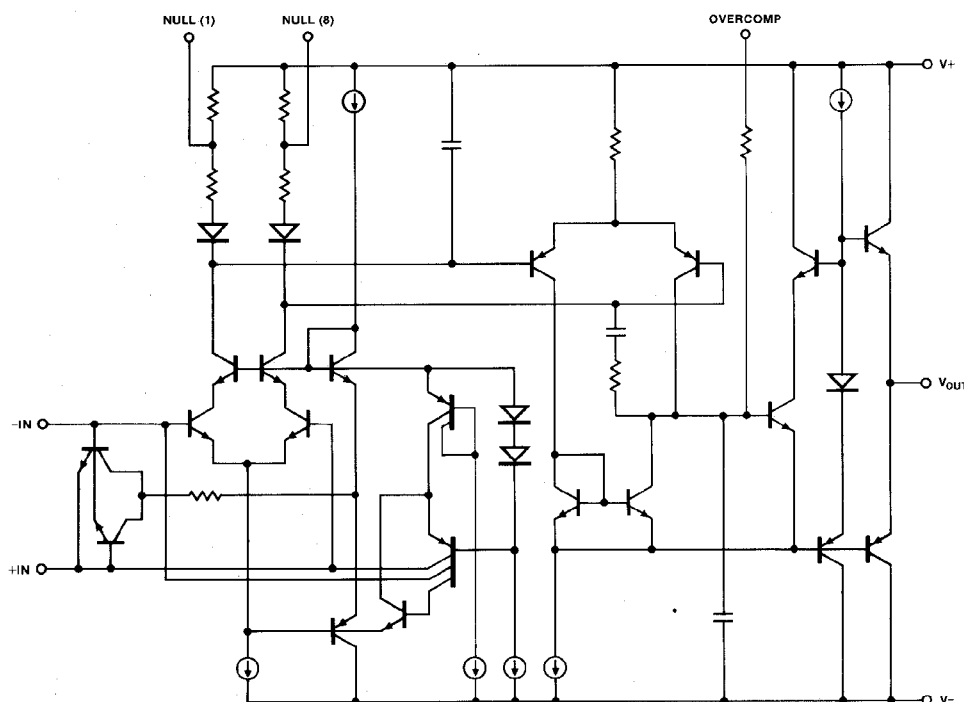 NULL (1)
NULL (8)
OVERCOMP
V+
-IN
VOUT
+IN
V-